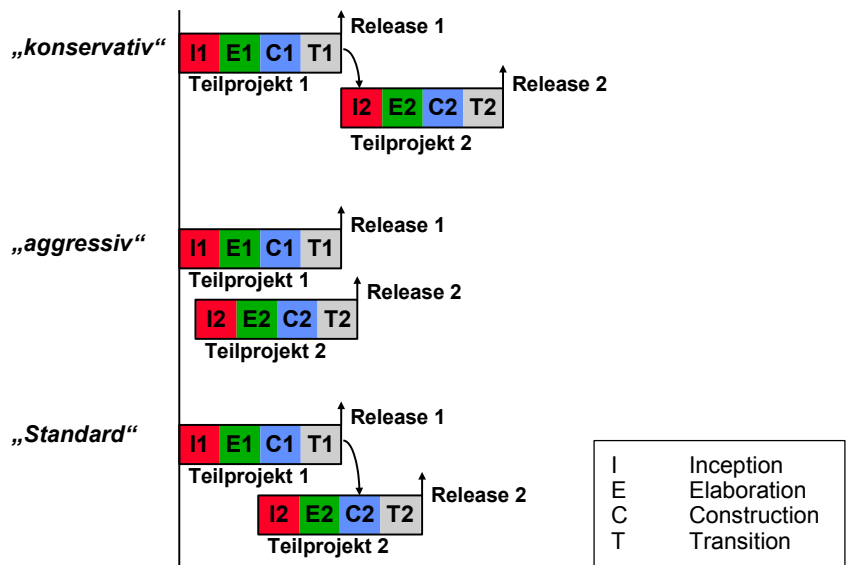 „konservativ“
Release 1
I1 E1 C1 T1
Teilprojekt 1
Release 2
I2 E2 C2 T2
Teilprojekt 2
„aggressiv“
Release 1
I1 E1 C1 T1
Teilprojekt 1
Release 2
I2 E2 C2 T2
Teilprojekt 2
„Standard“
Release 1
I1 E1 C1 T1
Teilprojekt 1
Release 2
I2 E2 C2 T2
Teilprojekt 2
I Inception
E Elaboration
C Construction
T Transition